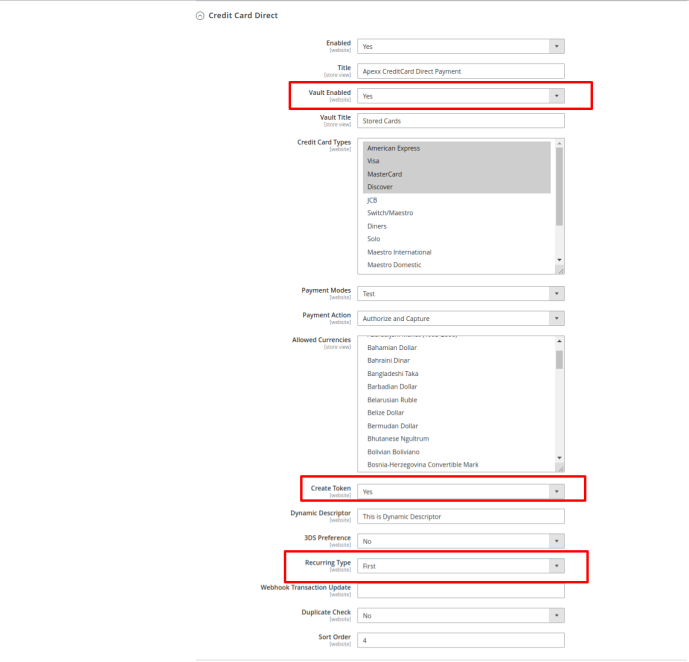 Credit Card Direct
Enabled
[website]
Yes
Title
[store view]
Apexx CreditCard Direct Payment
Vault Enabled
[website]
Yes
Vault Title
[store view]
Stored Cards
Credit Card Types
[website]
American Express
Visa
MasterCard
Discover
JCB
Switch/Maestro
Diners
Solo
Maestro International
Maestro Domestic
Payment Modes
[website]
Test
Payment Action
[website]
Authorize and Capture
Allowed Currencies
[store view]
Bahamian Dollar
Bahraini Dinar
Bangladeshi Taka
Barbadian Dollar
Belarusian Ruble
Belize Dollar
Bermudan Dollar
Bhutanese Ngultrum
Bolivian Boliviano
Bosnia-Herzegovina Convertible Mark
Create Token
[website]
Yes
Dynamic Descriptor
[website]
This is Dynamic Descriptor
3DS Preference
[website]
No
Recurring Type
[website]
First
Webhook Transaction Update
[website]
Duplicate Check
[website]
No
Sort Order
[website]
4